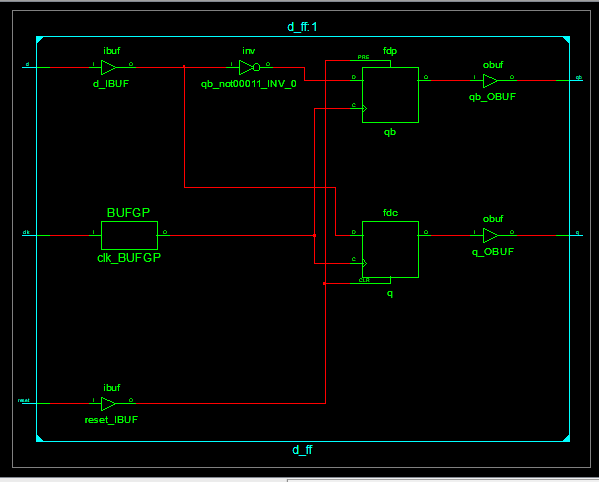 d_ff:1
ibuf
inv
fdp
obuf
d
I
O
I
O
PRE
D
O
I
O
qb
d_IBUF
qb_not00011_INV_0
C
qb
qb_OBUF
BUFGP
fdc
obuf
clk
I
O
D
O
I
O
q
clk_BUFGP
C
q_OBUF
CLR
q
ibuf
reset
I
O
reset_IBUF
d_ff